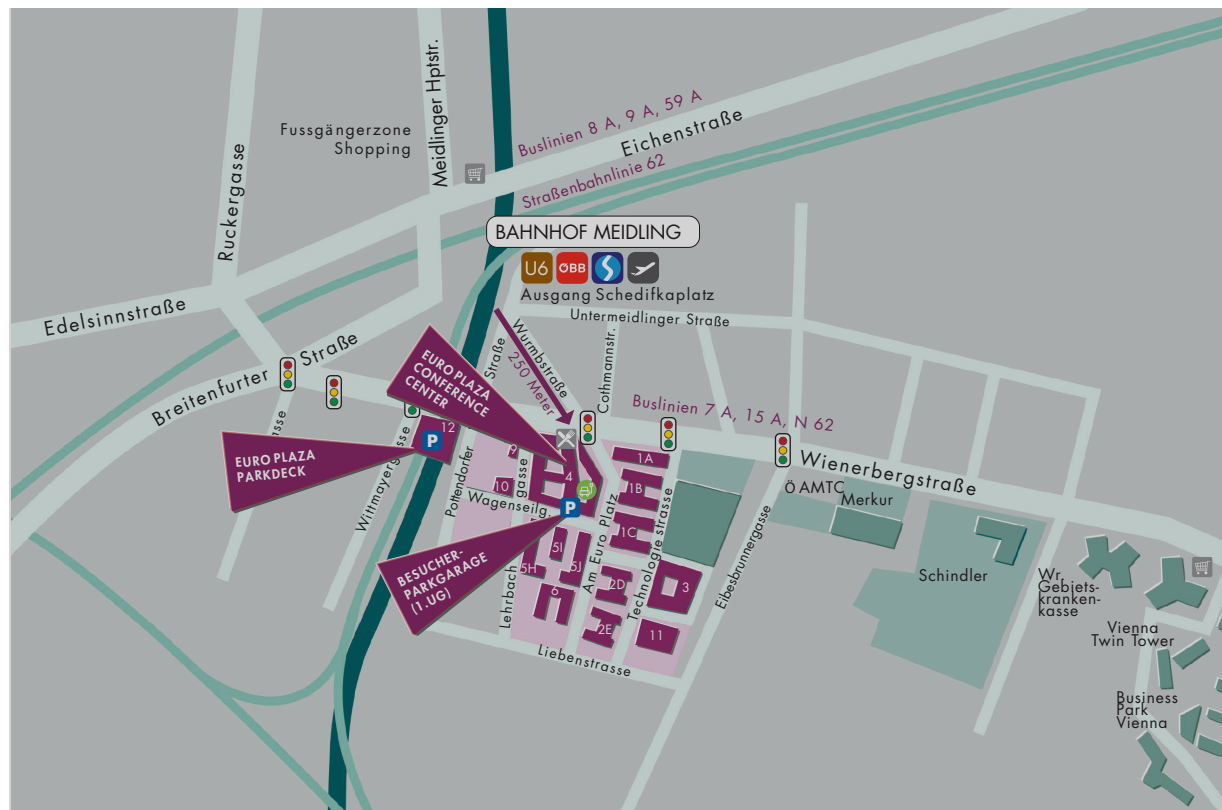 Buslinien 8 A, 9 A, 59 A
Eichenstraße
Meidlinger Hptstr.
Fussgängerzone
Shopping
Ruckergasse
Straßenbahnlinie 62
BAHNHOF MEIDLING
U6
ÖBB
Ausgang Schedifkaplatz
Edelsinnstraße
Untermeidlinger Straße
Breitenfurter Straße
Wurmbstraße
250 Meter
Cothmannstr.
EURO PLAZA
CONFERENCE
CENTER
Buslinien 7 A, 15 A, N 62
Wienerbergstraße
EURO PLAZA
PARKDECK
P
12
Pottendorfer Straße
asse
Wittmayergasse
9
10
4
P
1A
1B
1C
Wagenseilg.
Lehrbachgasse
Am Euro Platz
Technologiestrasse
Eibesbrunnergasse
Ö AMTC
Merkur
Schindler
Wr.
Gebietskranken-
kasse
Vienna
Twin Tower
Business
Park
Vienna
BESUCHER-
PARKGARAGE
(1.UG)
5H
5I
5J
6
2D
2E
3
11
Liebenstrasse